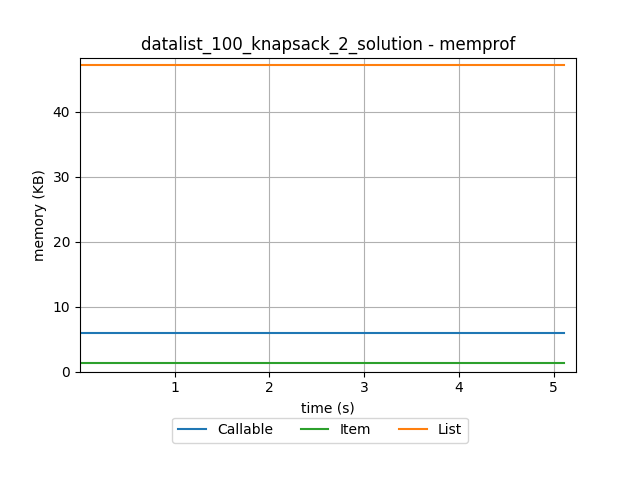 datalist_100_knapsack_2_solution - memprof
memory (KB)
40
30
20
10
0
1 2 3 4 5
time (s)
Callable Item List